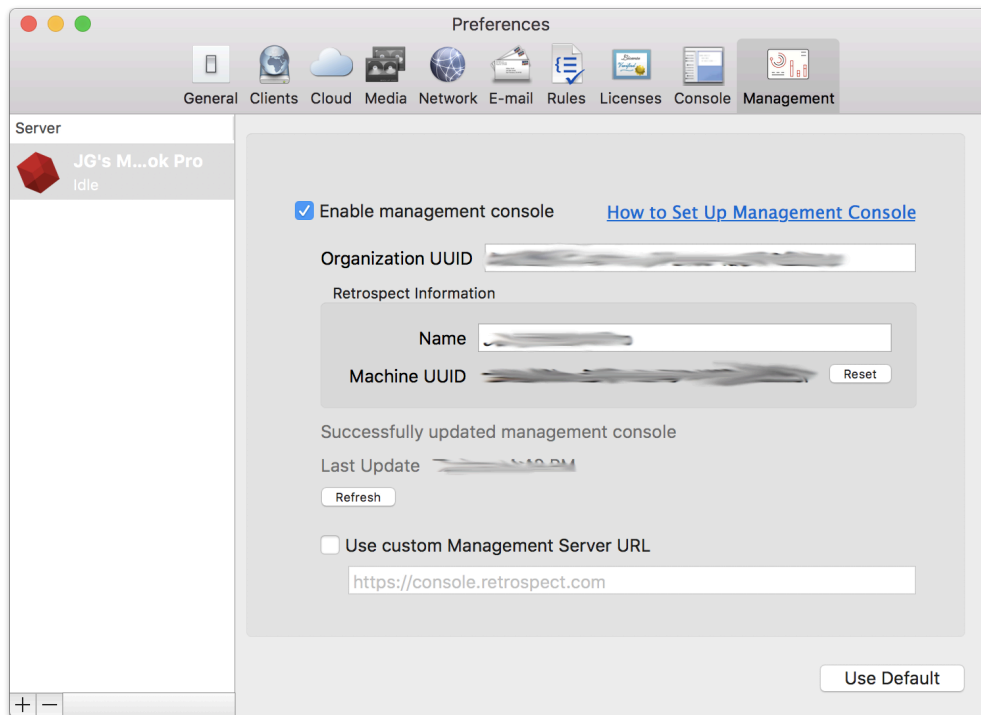 Preferences
General Clients Cloud Media Network E-mail Rules Licenses Console Management
Server
JG's M...ok Pro
Idle
Enable management console How to Set Up Management Console
Organization UUID
Retrospect Information
Name
Machine UUID Reset
Successfully updated management console
Last Update PM
Refresh
Use custom Management Server URL
https://console.retrospect.com
Use Default